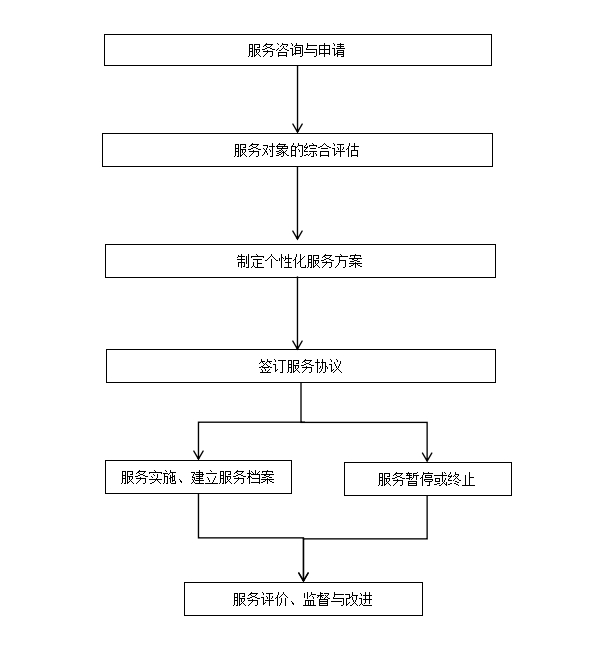 服务咨询与申请
服务对象的综合评估
制定个性化服务方案
签订服务协议
服务实施、建立服务档案
服务暂停或终止
服务评价、监督与改进